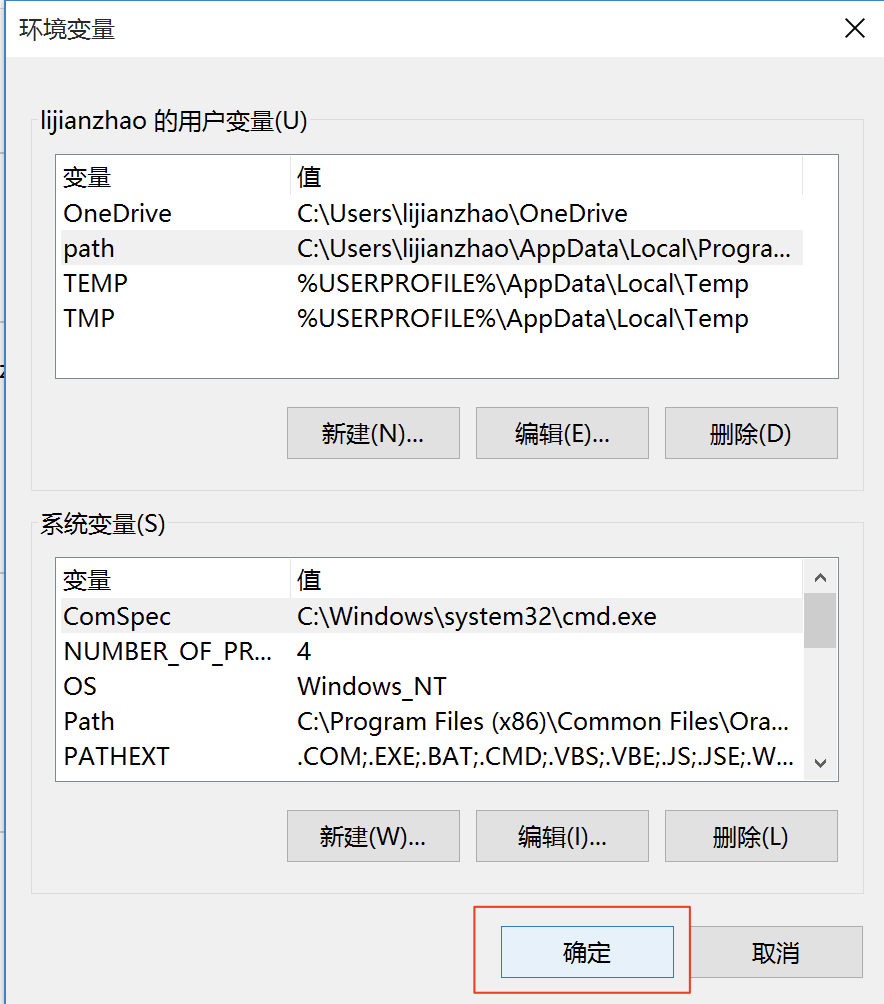 环境变量
lijianzhao 的用户变量(U)
变量 值
OneDrive C:\Users\lijianzhao\OneDrive
path C:\Users\lijianzhao\AppData\Local\Progra...
TEMP %USERPROFILE%\AppData\Local\Temp
TMP %USERPROFILE%\AppData\Local\Temp
新建(N)... 编辑(E)... 删除(D)
系统变量(S)
变量 值
ComSpec C:\Windows\system32\cmd.exe
NUMBER_OF_PR... 4
OS Windows_NT
Path C:\Program Files (x86)\Common Files\Ora...
PATHEXT .COM;.EXE;.BAT;.CMD;.VBS;.VBE;.JS;.JSE;.W...
新建(W)... 编辑(I)... 删除(L)
确定 取消